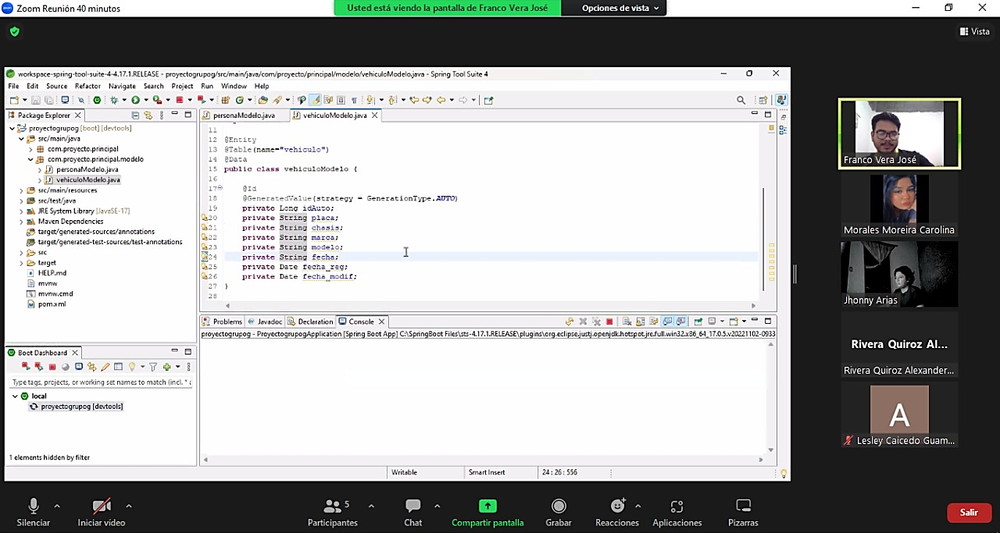 Zoom Reunión 40 minutos
Usted está viendo la pantalla de Franco Vera José
Opciones de vista
Vista
workspace-spring-tool-suite-4-4.17.1.RELEASE - proyectogrupog/src/main/java/com/proyecto/principal/modelo/vehiculoModelo.java - Spring Tool Suite 4
File Edit Source Refactor Navigate Search Project Run Window Help
Package Explorer
proyectogrupog [boot] [devtools]
src/main/java
com.proyecto.principal
com.proyecto.principal.modelo
personaModelo.java
vehiculoModelo.java
src/main/resources
src/test/java
JRE System Library [JavaSE-17]
Maven Dependencies
target/generated-sources/annotations
target/generated-test-sources/test-annotations
src
target
HELP.md
mvnw
mvnw.cmd
pom.xml
personaModelo.java vehiculoModelo.java
11
12 @Entity
13 @Table(name="vehiculo")
14 @Data
15 public class vehiculoModelo {
16
17 @Id
18 @GeneratedValue(strategy = GenerationType.AUTO)
19 private Long idAuto;
20 private String placa;
21 private String chasis;
22 private String marca;
23 private String modelo;
24 private String fecha;
25 private Date fecha_reg;
26 private Date fecha_modif;
27 }
28
Problems Javadoc Declaration Console
proyectogrupog - ProyectogrupogApplication [Spring Boot App] C:\SpringBoot Files\sts-4.17.1.RELEASE\plugins\org.eclipse.justj.openjdk.hotspot.jre.full.win32.x86_64_17.0.5.v20221102-0933
Boot Dashboard
Type tags, projects, or working set names to match (incl. *
local
proyectogrupog [devtools]
1 elements hidden by filter
Writable Smart Insert 24 : 26 : 556
Franco Vera José
Morales Moreira Carolina
Jhonny Arias
Rivera Quiroz Al...
Rivera Quiroz Alexander...
A
Lesley Caicedo Guam...
Silenciar
Iniciar vídeo
5
Participantes
Chat
Compartir pantalla
Grabar
Reacciones
Aplicaciones
Pizarras
Salir